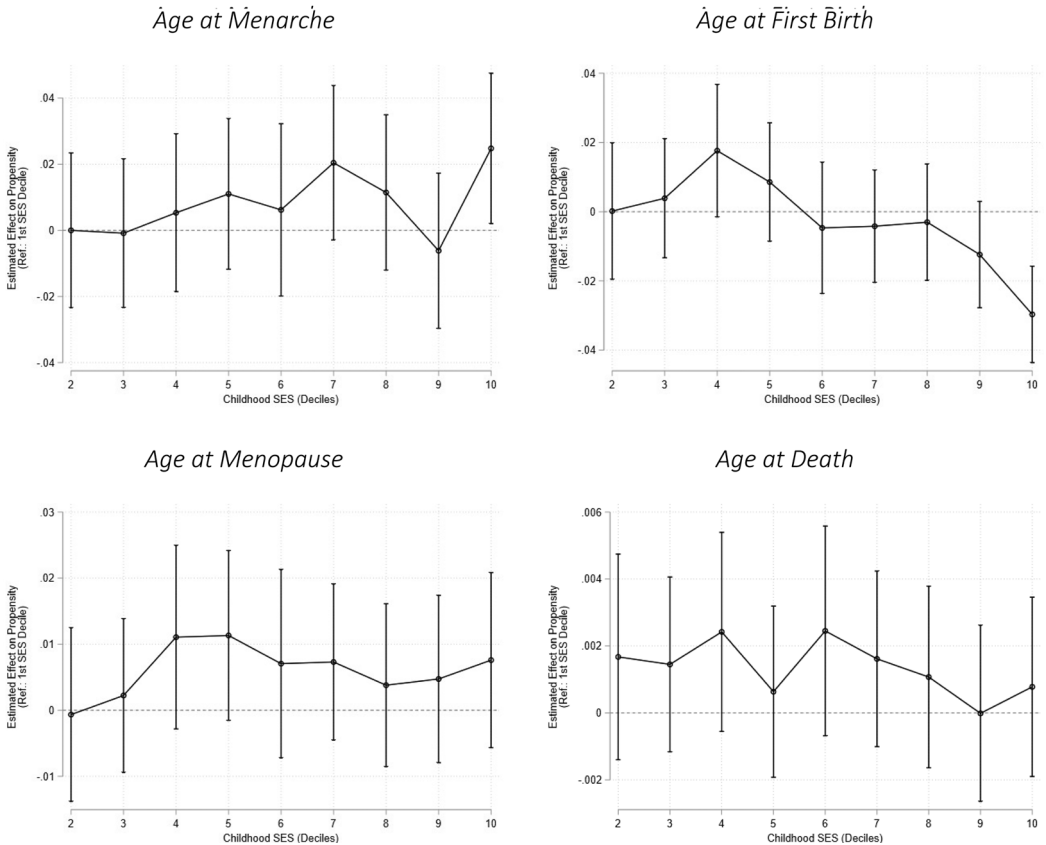 Age at Menarche
Estimated Effect on Propensity
(Ref.: 1st SES Decile)
.04
.02
0
-.02
-.04
2 3 4 5 6 7 8 9 10
Childhood SES (Deciles)
Age at First Birth
Estimated Effect on Propensity
(Ref.: 1st SES Decile)
.04
.02
0
-.02
-.04
2 3 4 5 6 7 8 9 10
Childhood SES (Deciles)
Age at Menopause
Estimated Effect on Propensity
(Ref.: 1st SES Decile)
.03
.02
.01
0
-.01
2 3 4 5 6 7 8 9 10
Childhood SES (Deciles)
Age at Death
Estimated Effect on Propensity
(Ref.: 1st SES Decile)
.006
.004
.002
0
-.002
2 3 4 5 6 7 8 9 10
Childhood SES (Deciles)